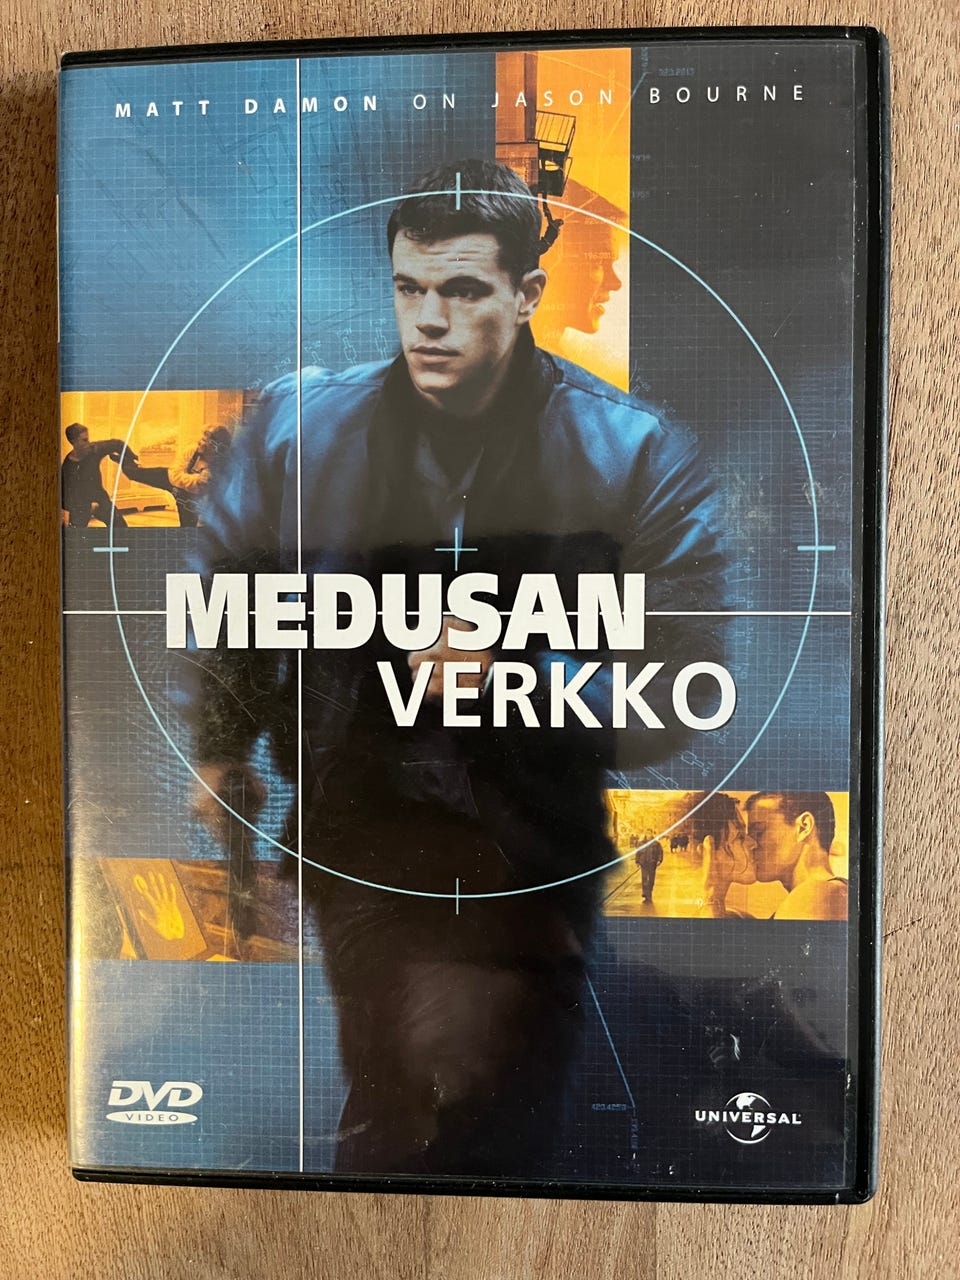 MATT DAMON ON JASON BOURNE
MEDUSAN
VERKKO
DVD
VIDEO
UNIVERSAL